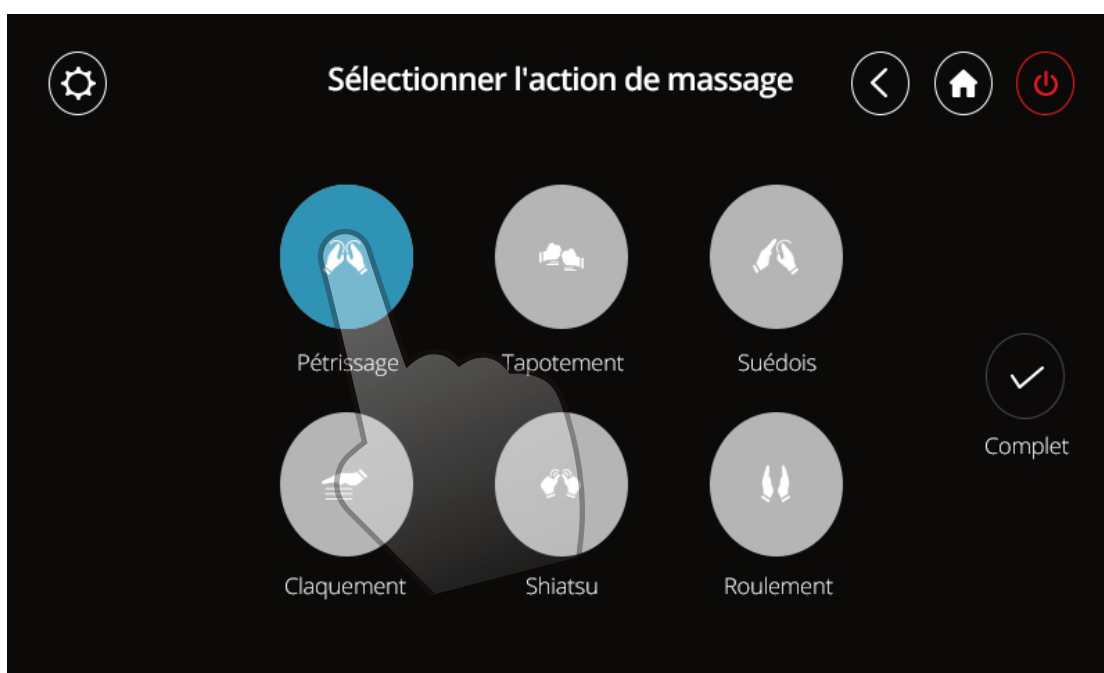 Sélectionner l'action de massage
Pétrissage
Tapotement
Suédois
Complet
Claquement
Shiatsu
Roulement